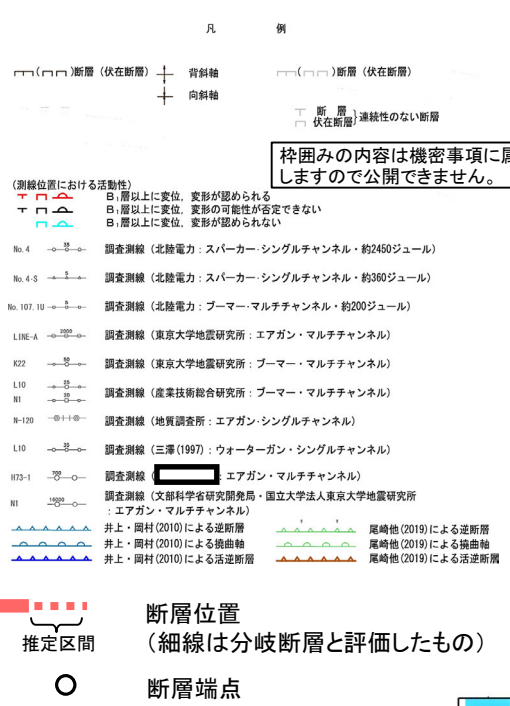 凡 例
(   )断層（伏在断層） 背斜軸 (   )断層（伏在断層）
向斜軸
断 層
伏在断層 }連続性のない断層
枠囲みの内容は機密事項に属
しますので公開できません。
(測線位置における活動性)
B₁層以上に変位，変形が認められる
B₁層以上に変位，変形の可能性が否定できない
B₁層以上に変位，変形が認められない
No.4 35 調査測線（北陸電力：スパーカー・シングルチャンネル・約2450ジュール）
No.4-S 5 調査測線（北陸電力：スパーカー・シングルチャンネル・約360ジュール）
No.107.1U 調査測線（北陸電力：ブーマー・マルチチャンネル・約200ジュール）
LINE-A 2000 調査測線（東京大学地震研究所：エアガン・マルチチャンネル）
K22 50 調査測線（東京大学地震研究所：ブーマー・マルチチャンネル）
L10 25
N1 調査測線（産業技術総合研究所：ブーマー・マルチチャンネル）
N-120 調査測線（地質調査所：エアガン・シングルチャンネル）
L10 調査測線（三澤(1997)：ウォーターガン・シングルチャンネル）
H73-1 700 調査測線（ ：エアガン・マルチチャンネル）
N1 16000 調査測線（文部科学省研究開発局・国立大学法人東京大学地震研究所
：エアガン・マルチチャンネル）
井上・岡村(2010)による逆断層 尾崎他(2019)による逆断層
井上・岡村(2010)による撓曲軸 尾崎他(2019)による撓曲軸
井上・岡村(2010)による活逆断層 尾崎他(2019)による活逆断層
断層位置
推定区間 （細線は分岐断層と評価したもの）
断層端点